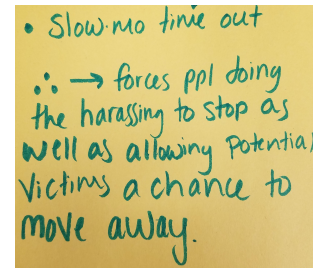 • Slow-mo time out
∴ → forces ppl doing
the harassing to stop as
well as allowing Potential
Victims a chance to
move away.